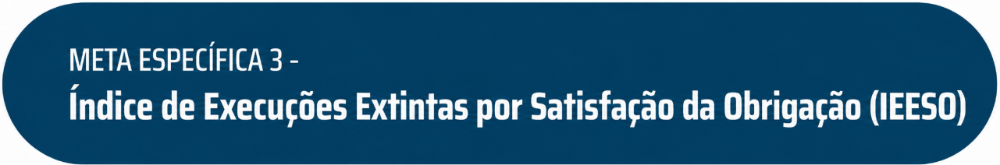 META ESPECÍFICA 3 -
Índice de Execuções Extintas por Satisfação da Obrigação (IEESO)